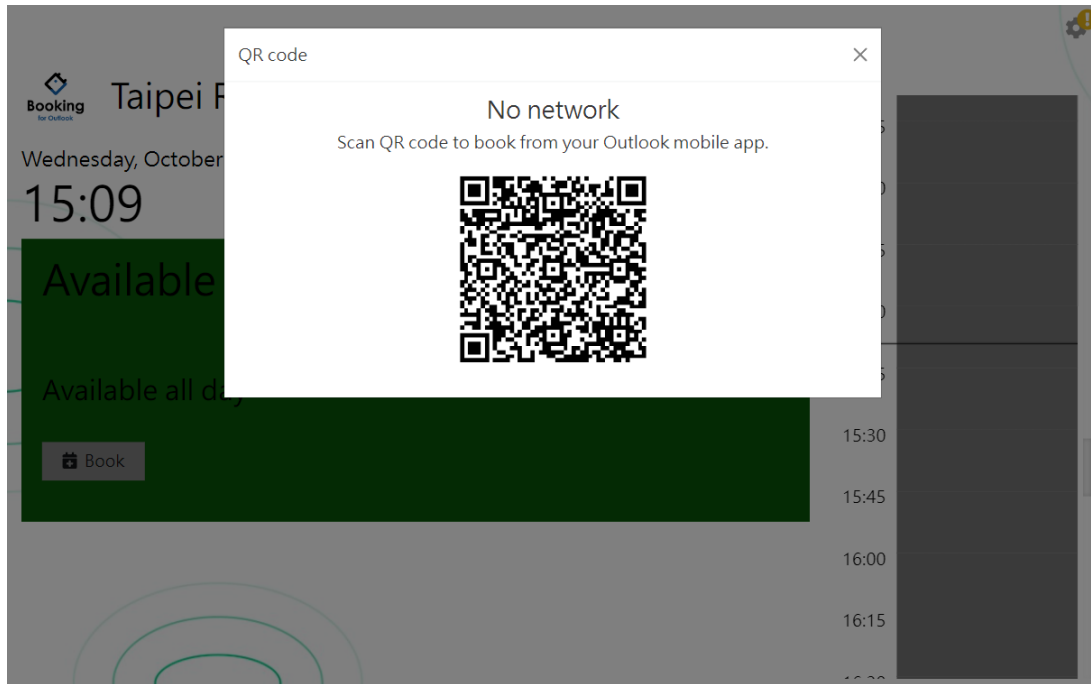 QR code
No network
Scan QR code to book from your Outlook mobile app.
Booking
for Outlook
Taipei
Wednesday, October
15:09
Available
Available all day
Book
15:30
15:45
16:00
16:15